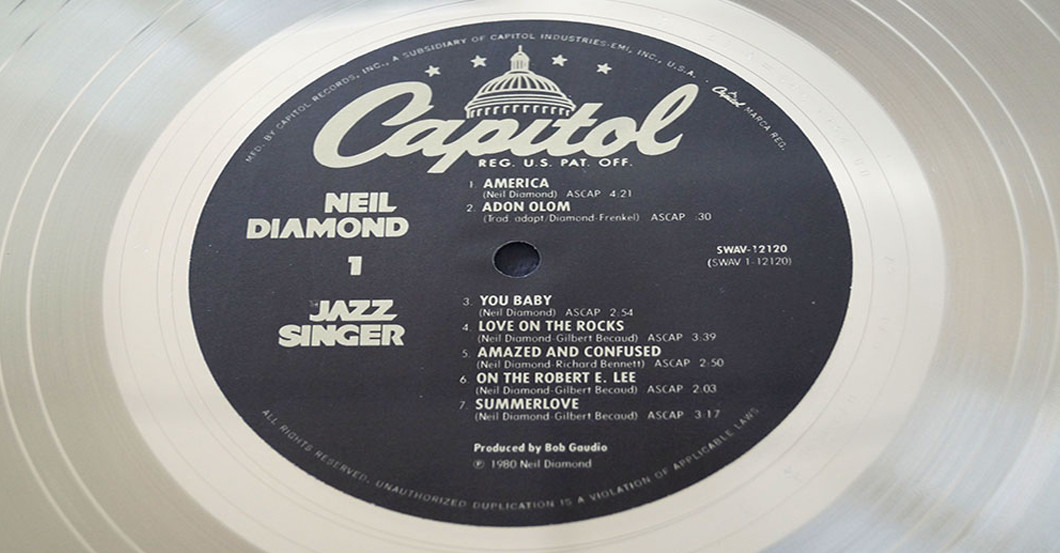 MFD. BY CAPITOL RECORDS, INC., A SUBSIDIARY OF CAPITOL INDUSTRIES-EMI, INC., U.S.A. · Capitol MARCA REG.
Capitol
REG. U.S. PAT. OFF.
NEIL
DIAMOND
1
JAZZ
SINGER
1. AMERICA
(Neil Diamond) ASCAP 4:21
2. ADON OLOM
(Trad. adapt/Diamond-Frenkel) ASCAP :30
SWAV-12120
(SWAV 1-12120)
3. YOU BABY
(Neil Diamond) ASCAP 2:54
4. LOVE ON THE ROCKS
(Neil Diamond-Gilbert Becaud) ASCAP 3:39
5. AMAZED AND CONFUSED
(Neil Diamond-Richard Bennett) ASCAP 2:50
6. ON THE ROBERT E. LEE
(Neil Diamond-Gilbert Becaud) ASCAP 2:03
7. SUMMERLOVE
(Neil Diamond-Gilbert Becaud) ASCAP 3:17
Produced by Bob Gaudio
℗ 1980 Neil Diamond
ALL RIGHTS RESERVED. UNAUTHORIZED DUPLICATION IS A VIOLATION OF APPLICABLE LAWS